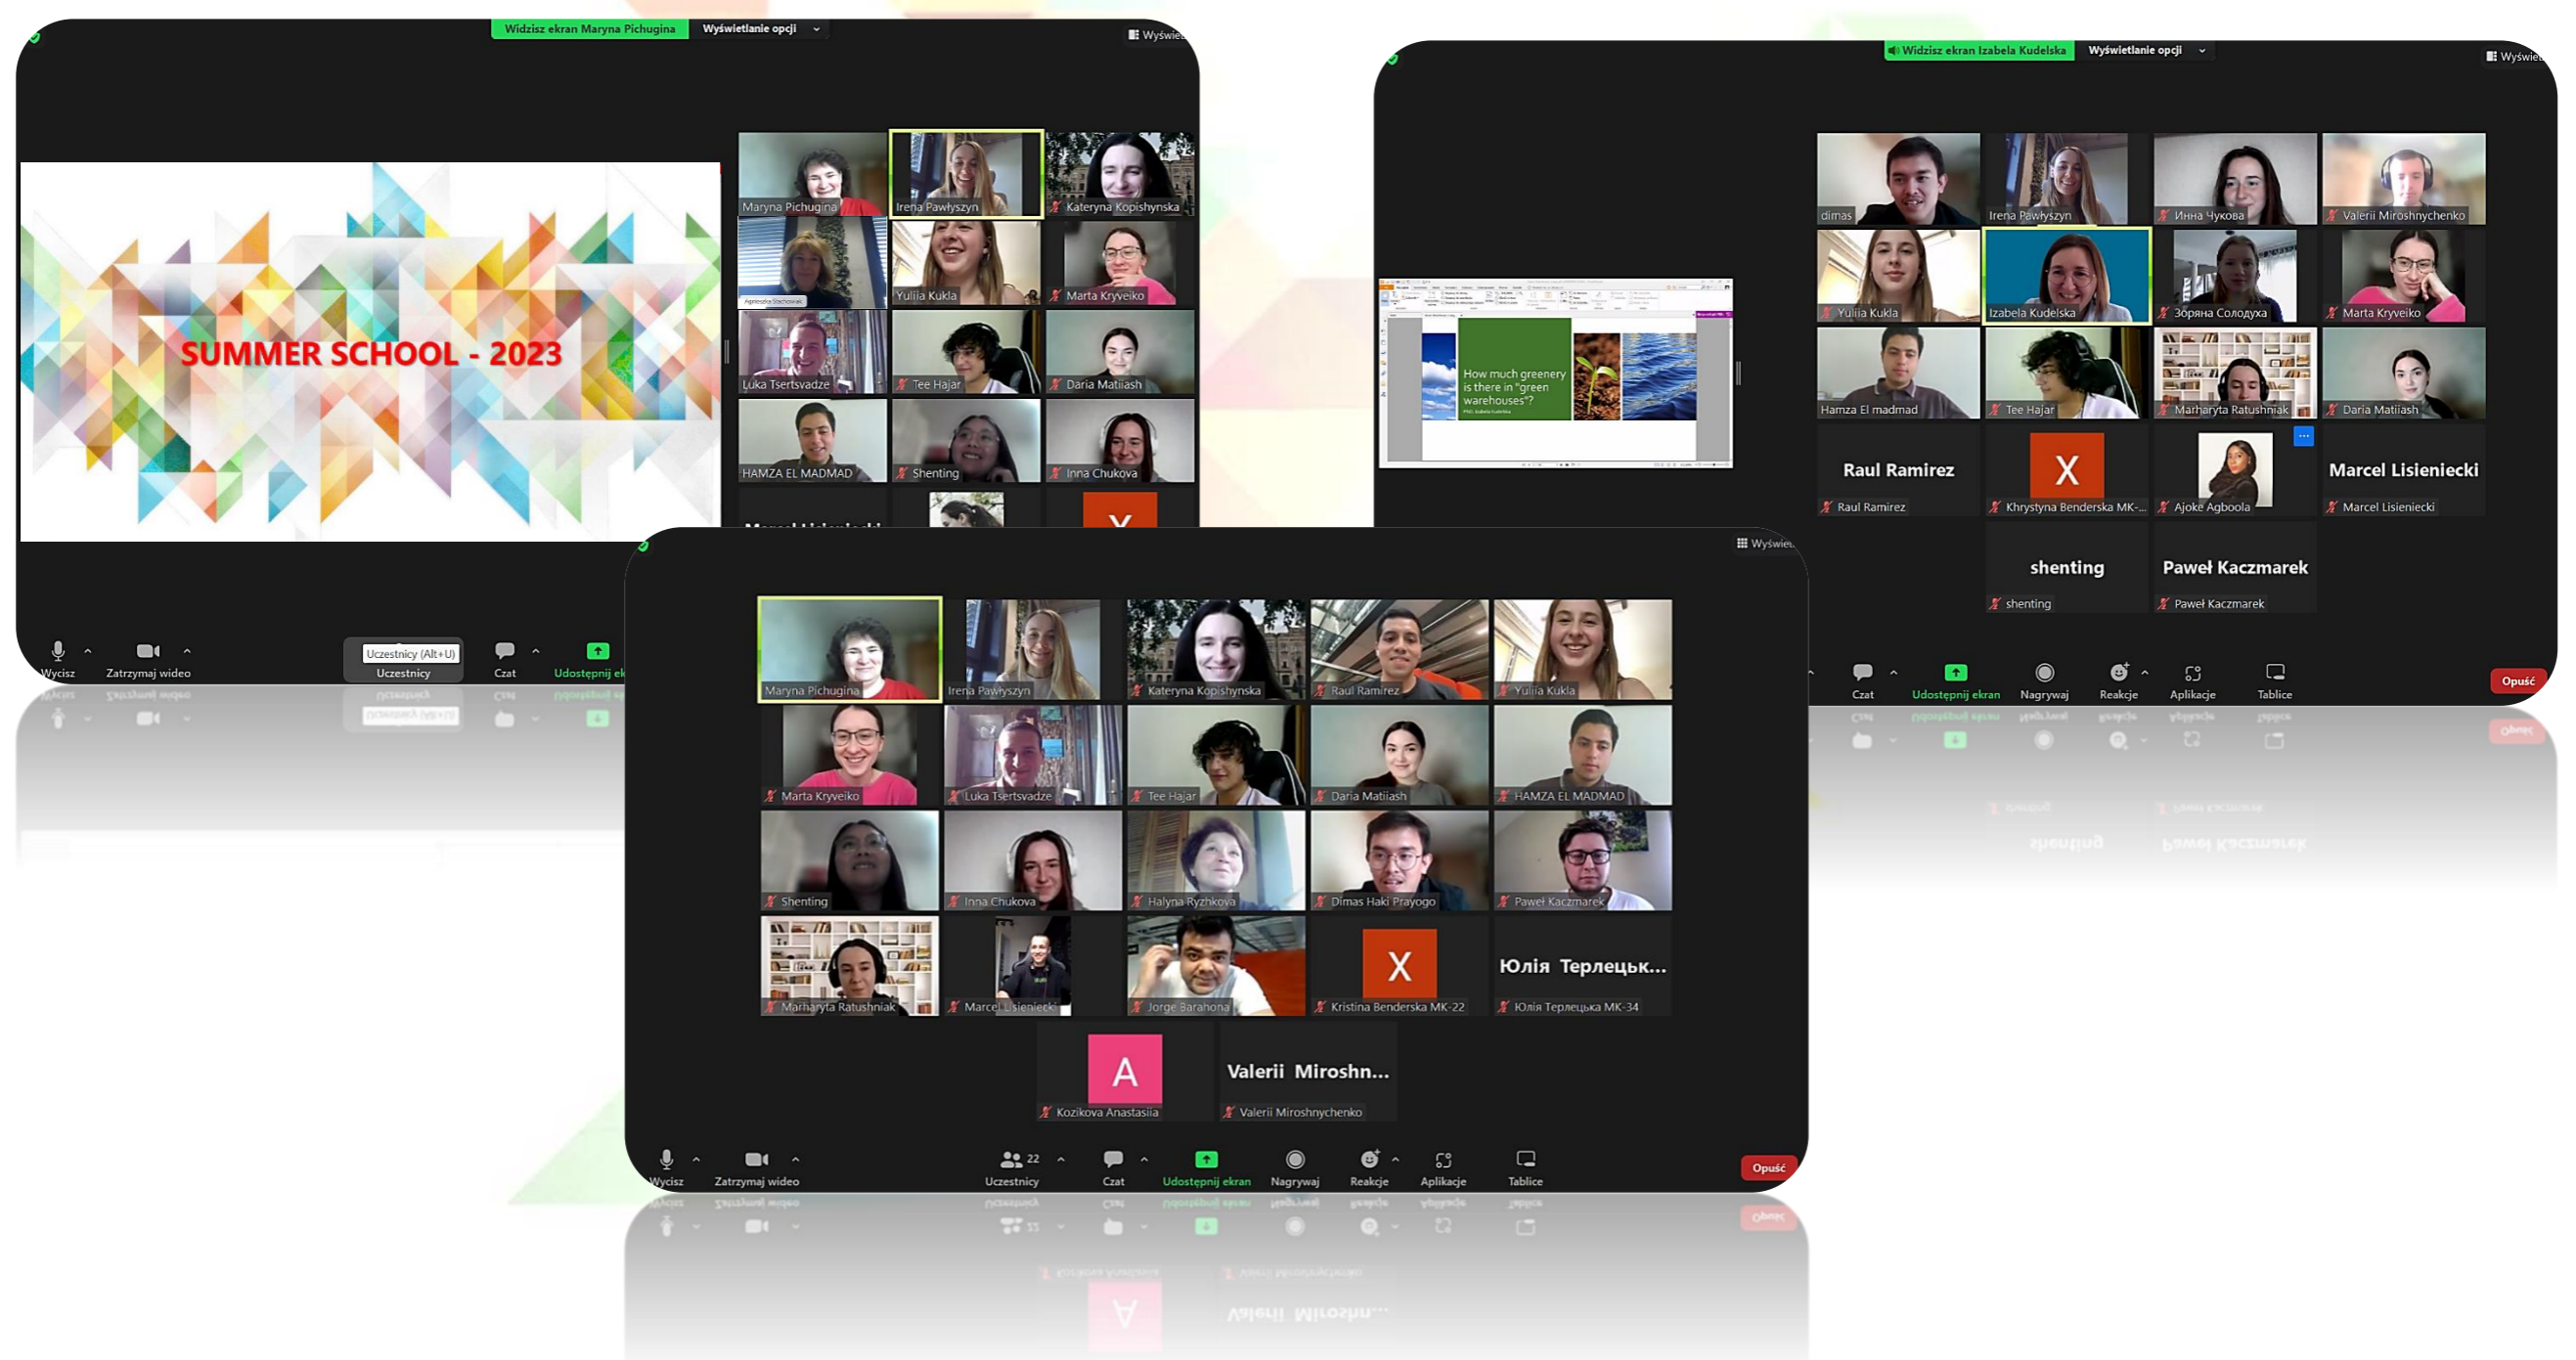 Widzisz ekran Maryna Pichugina
Wyświetlanie opcji
SUMMER SCHOOL - 2023
Maryna Pichugina
Irena Pawłyszyn
Kateryna Kopishynska
Agnieszka Stachowiak
Yuliia Kukla
Marta Kryveiko
Luka Tsertsvadze
Tee Hajar
Daria Matiiash
HAMZA EL MADMAD
Shenting
Inna Chukova
Wycisz
Zatrzymaj wideo
Uczestnicy (Alt+U)
Uczestnicy
Czat
Widzisz ekran Izabela Kudelska
Wyświetlanie opcji
How much greenery
is there in "green
warehouses"?
dimas
Irena Pawłyszyn
Инна Чукова
Valerii Miroshnychenko
Yuliia Kukla
Izabela Kudelska
Зоряна Солодуха
Marta Kryveiko
Hamza El madmad
Tee Hajar
Marharyta Ratushniak
Daria Matiiash
Raul Ramirez
X
Marcel Lisieniecki
Raul Ramirez
Khrystyna Benderska MK-...
Ajoke Agboola
Marcel Lisieniecki
shenting
Paweł Kaczmarek
shenting
Paweł Kaczmarek
Czat
Udostępnij ekran
Nagrywaj
Reakcje
Aplikacje
Tablice
Opuść
Maryna Pichugina
Irena Pawłyszyn
Kateryna Kopishynska
Raul Ramirez
Yuliia Kukla
Marta Kryveiko
Luka Tsertsvadze
Tee Hajar
Daria Matiiash
HAMZA EL MADMAD
Shenting
Inna Chukova
Halyna Ryzhkova
Dimas Haki Prayogo
Paweł Kaczmarek
X
Юлія Терлецьк...
Marharyta Ratushniak
Marcel Lisieniecki
Jorge Barahona
Kristina Benderska MK-22
Юлія Терлецька MK-34
A
Valerii Miroshn...
Kozikova Anastasiia
Valerii Miroshnychenko
22
Wycisz
Zatrzymaj wideo
Uczestnicy
Czat
Udostępnij ekran
Nagrywaj
Reakcje
Aplikacje
Tablice
Opuść